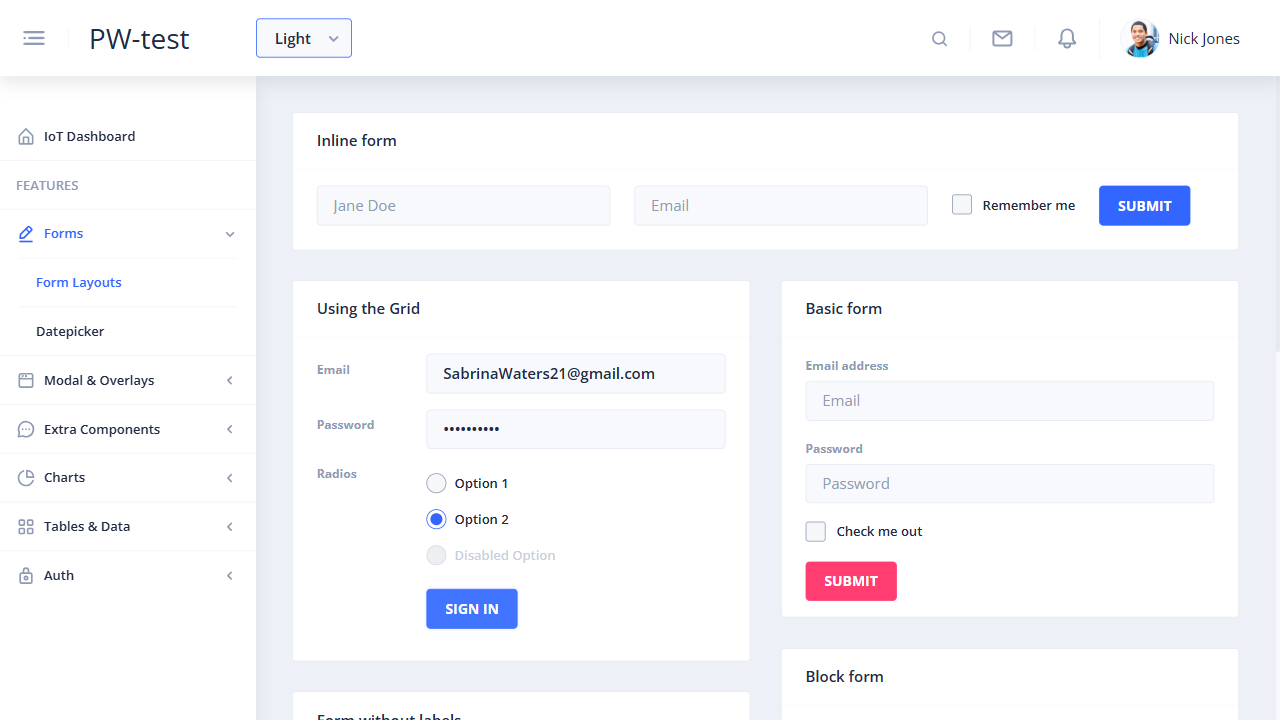 PW-test
Light
Nick Jones
IoT Dashboard
FEATURES
Forms
Form Layouts
Datepicker
Modal & Overlays
Extra Components
Charts
Tables & Data
Auth
Inline form
Jane Doe
Email
Remember me
SUBMIT
Using the Grid
Email
SabrinaWaters21@gmail.com
Password
••••••••••
Radios
Option 1
Option 2
Disabled Option
SIGN IN
Basic form
Email address
Email
Password
Password
Check me out
SUBMIT
Block form
Form without labels